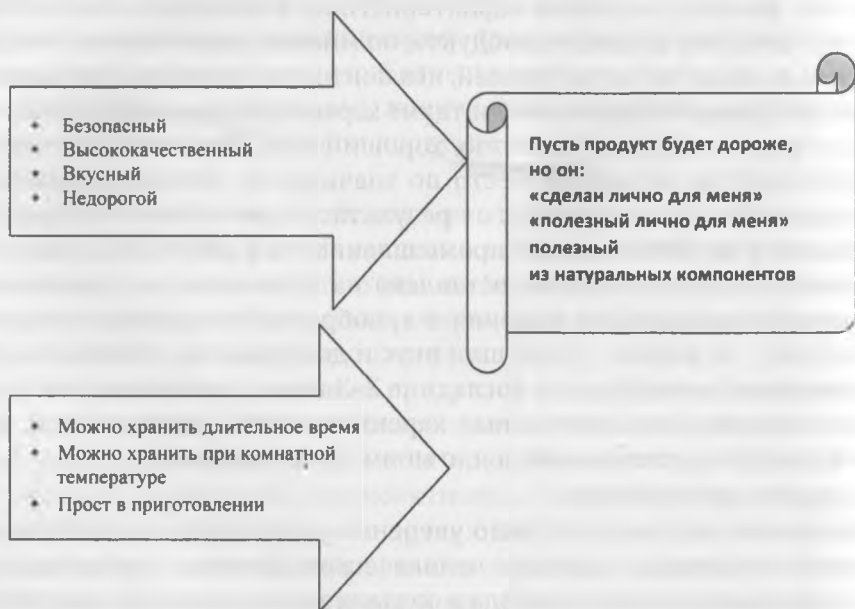 Безопасный
Высококачественный
Вкусный
Недорогой
Пусть продукт будет дороже,
но он:
«сделан лично для меня»
«полезный лично для меня»
полезный
из натуральных компонентов
Можно хранить длительное время
Можно хранить при комнатной
температуре
Прост в приготовлении